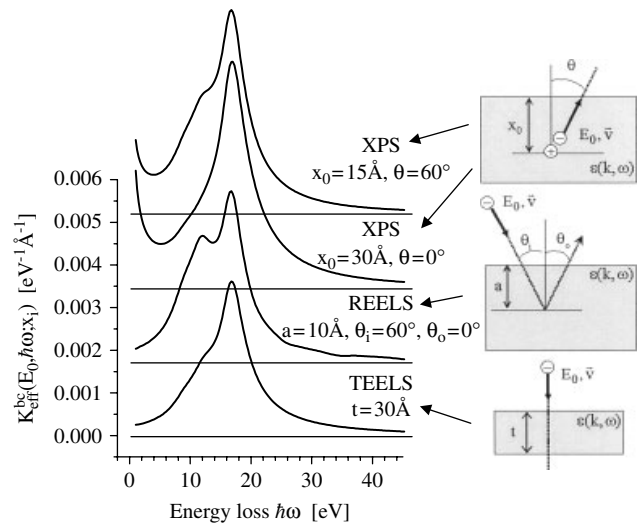 XPS
x₀=15Å, θ=60°
XPS
x₀=30Å, θ=0°
REELS
a=10Å, θᵢ=60°, θₒ=0°
TEELS
t=30Å
K_eff^bc(E₀,ħω;xᵢ) [eV⁻¹Å⁻¹]
0.006
0.005
0.004
0.003
0.002
0.001
0.000
0
10
20
30
40
Energy loss ħω [eV]
θ
x₀
−
+
E₀, v⃗
ε(k,ω)
−
E₀, v⃗
θᵢ
θₒ
a
ε(k,ω)
−
E₀, v⃗
t
ε(k,ω)